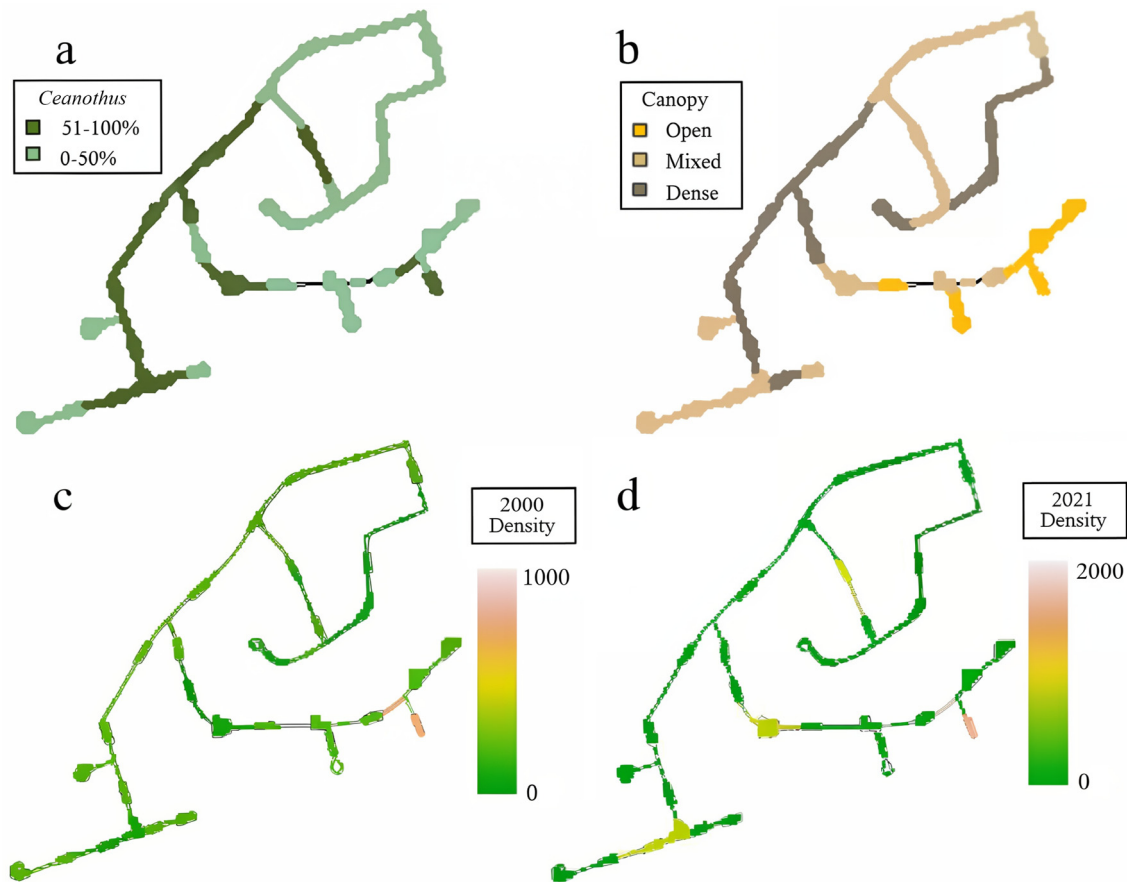 a
Ceanothus
51-100%
0-50%
b
Canopy
Open
Mixed
Dense
c
2000
Density
1000
0
d
2021
Density
2000
0